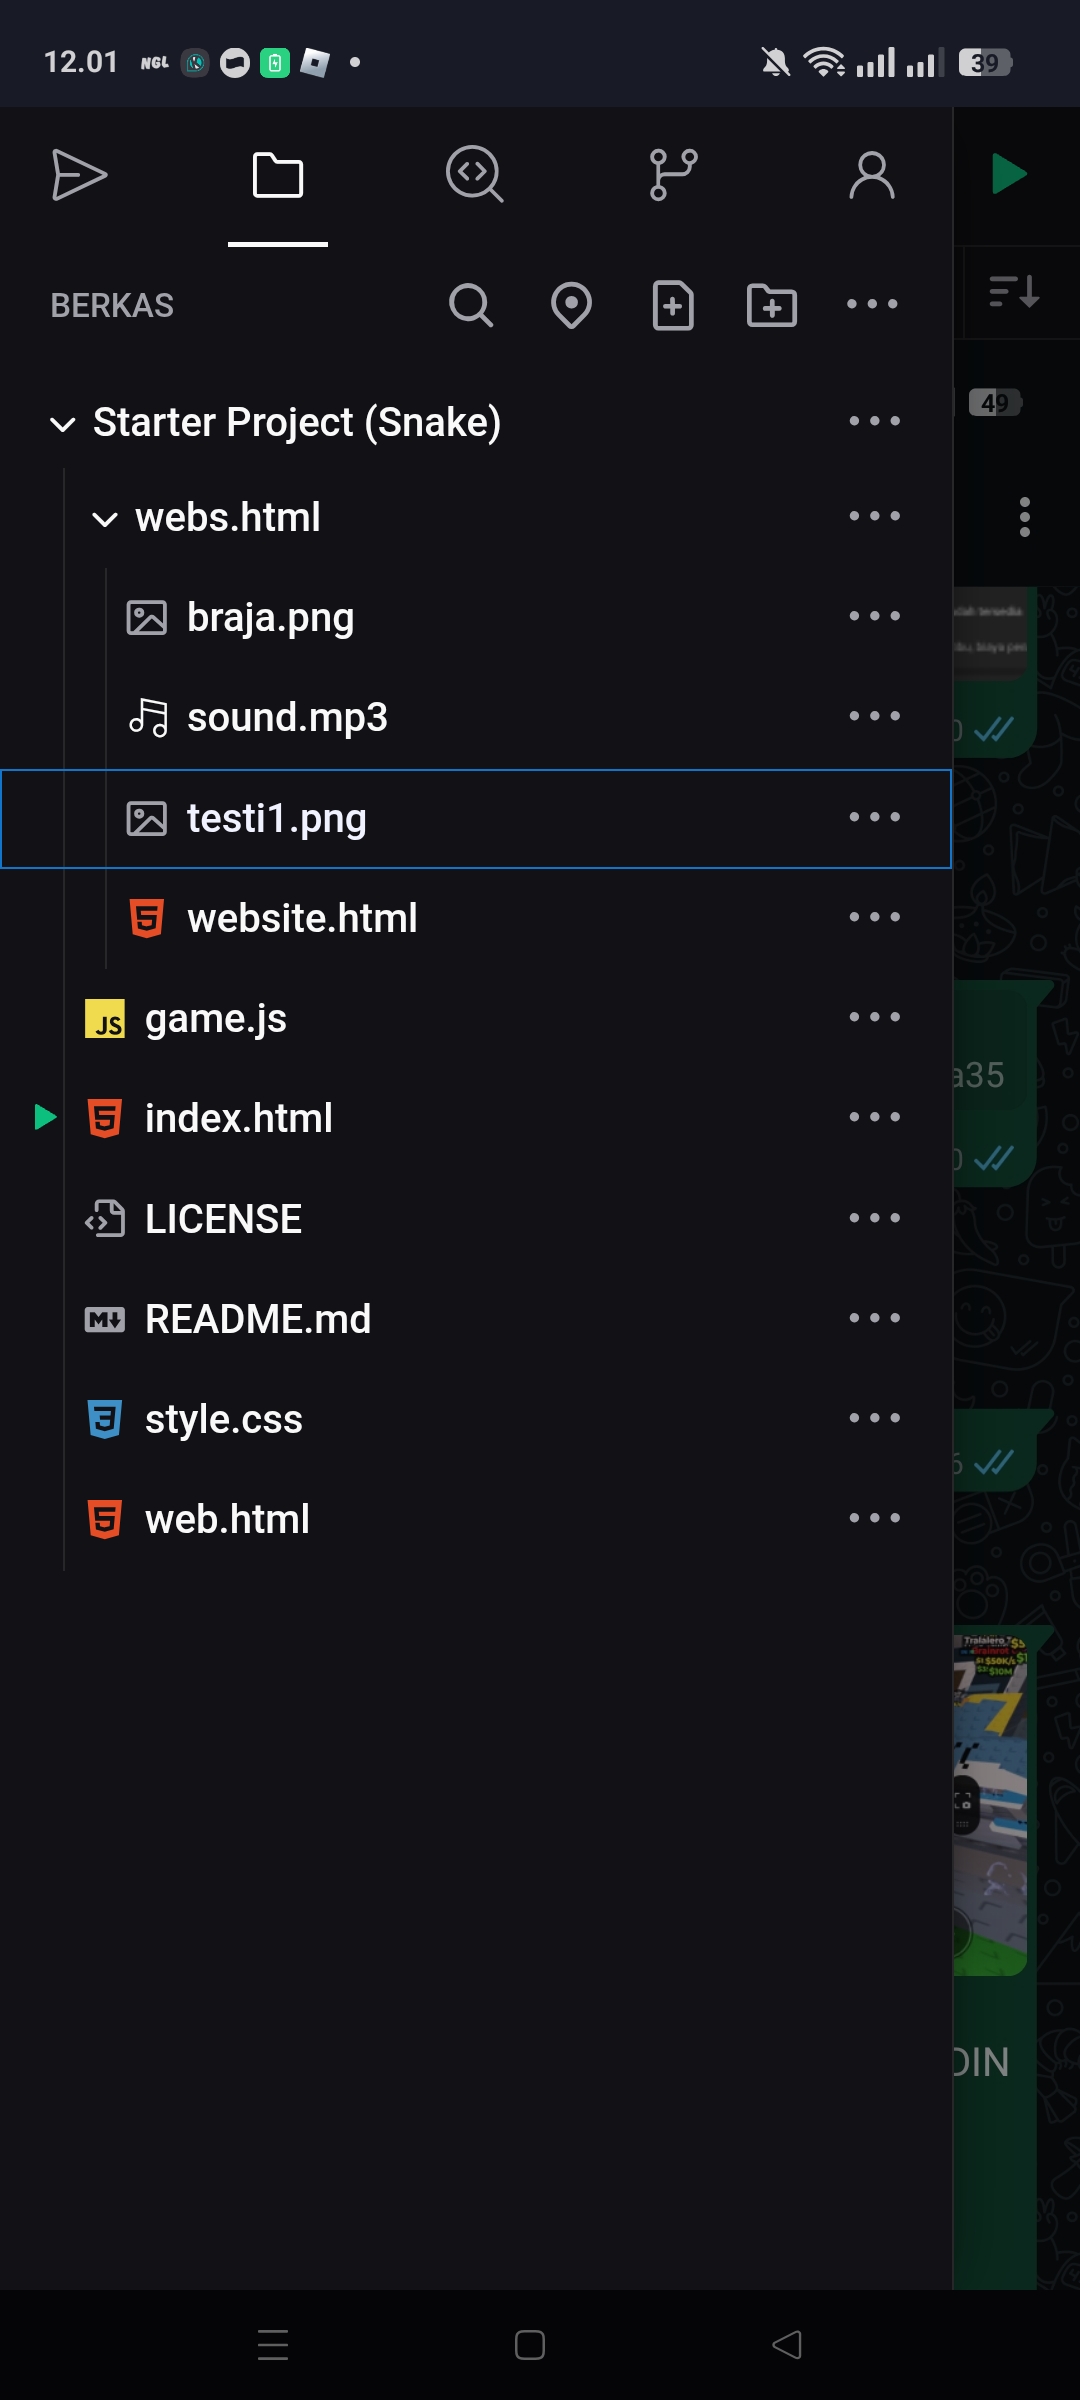 12.01 NGL 39
BERKAS
Starter Project (Snake)
49
webs.html
braja.png
sound.mp3
testi1.png
website.html
JS game.js
a35
index.html
LICENSE
README.md
style.css
web.html
DIN